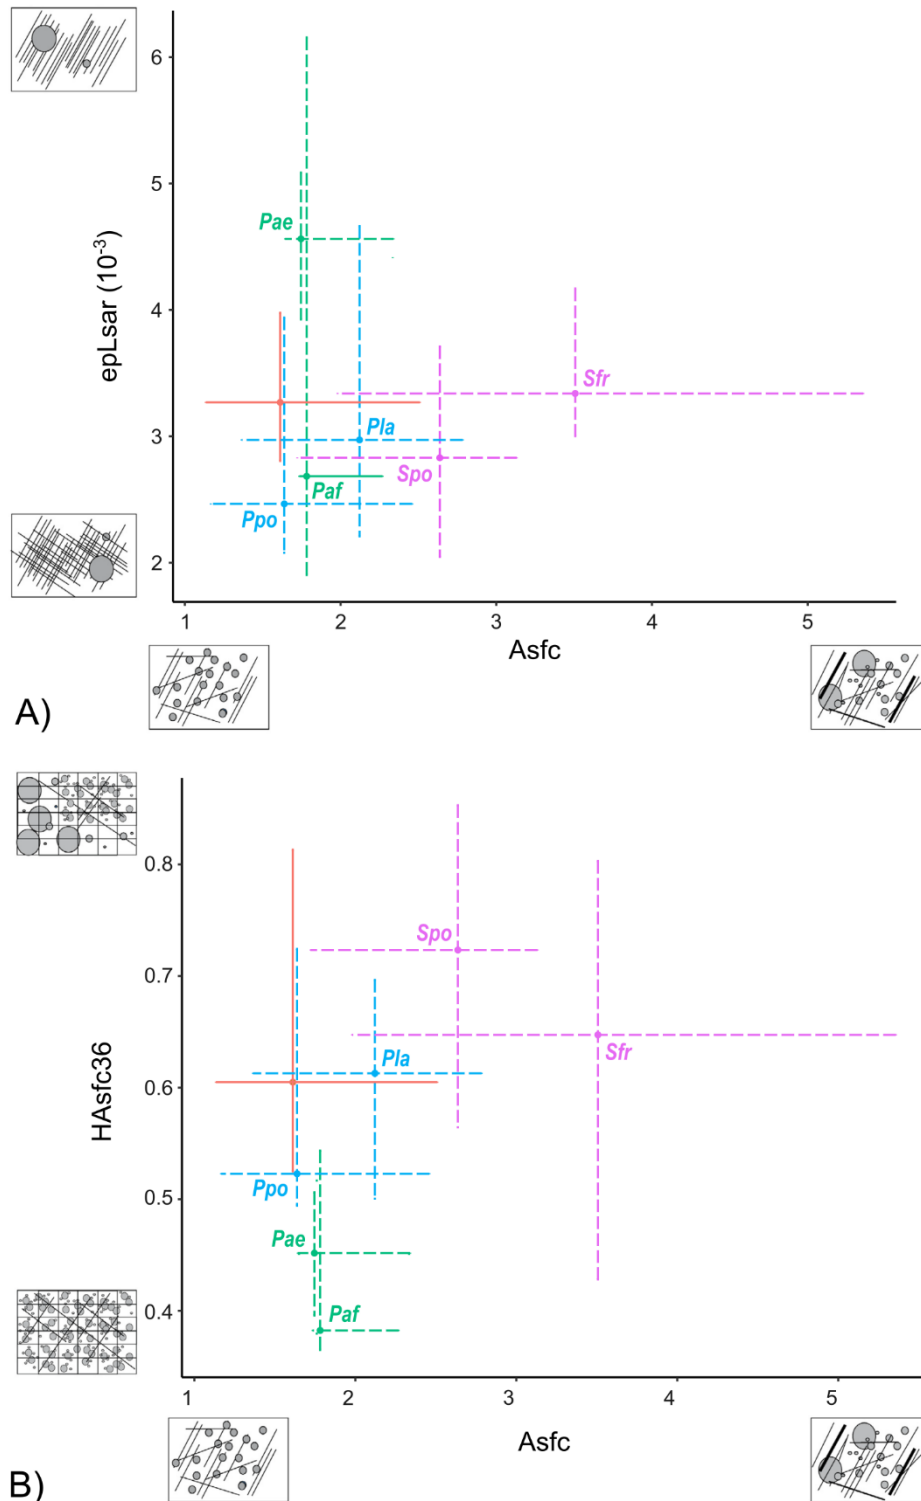 6
5
4
3
2
epLsar (10⁻³)
Pae
Sfr
Pla
Spo
Paf
Ppo
1
2
3
4
5
Asfc
A)
0.8
0.7
0.6
0.5
0.4
HAsfc36
Spo
Sfr
Pla
Ppo
Pae
Paf
1
2
3
4
5
Asfc
B)